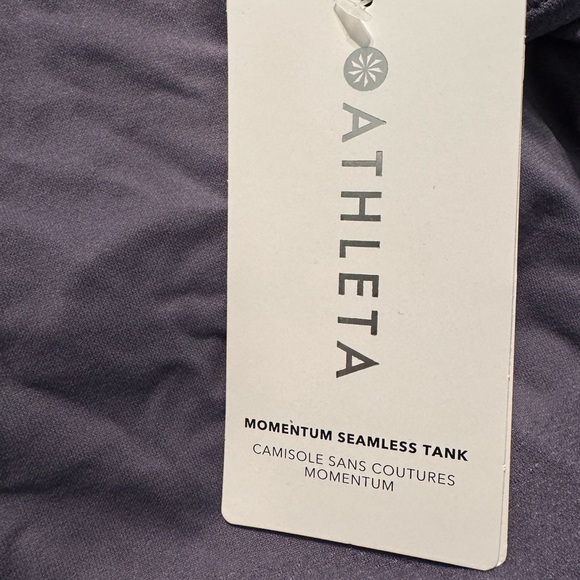 ATHLETA
MOMENTUM SEAMLESS TANK
CAMISOLE SANS COUTURES
MOMENTUM